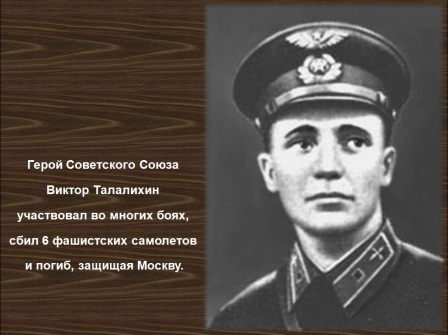 Герой Советского Союза
Виктор Талалихин
участвовал во многих боях,
сбил 6 фашистских самолетов
и погиб, защищая Москву.